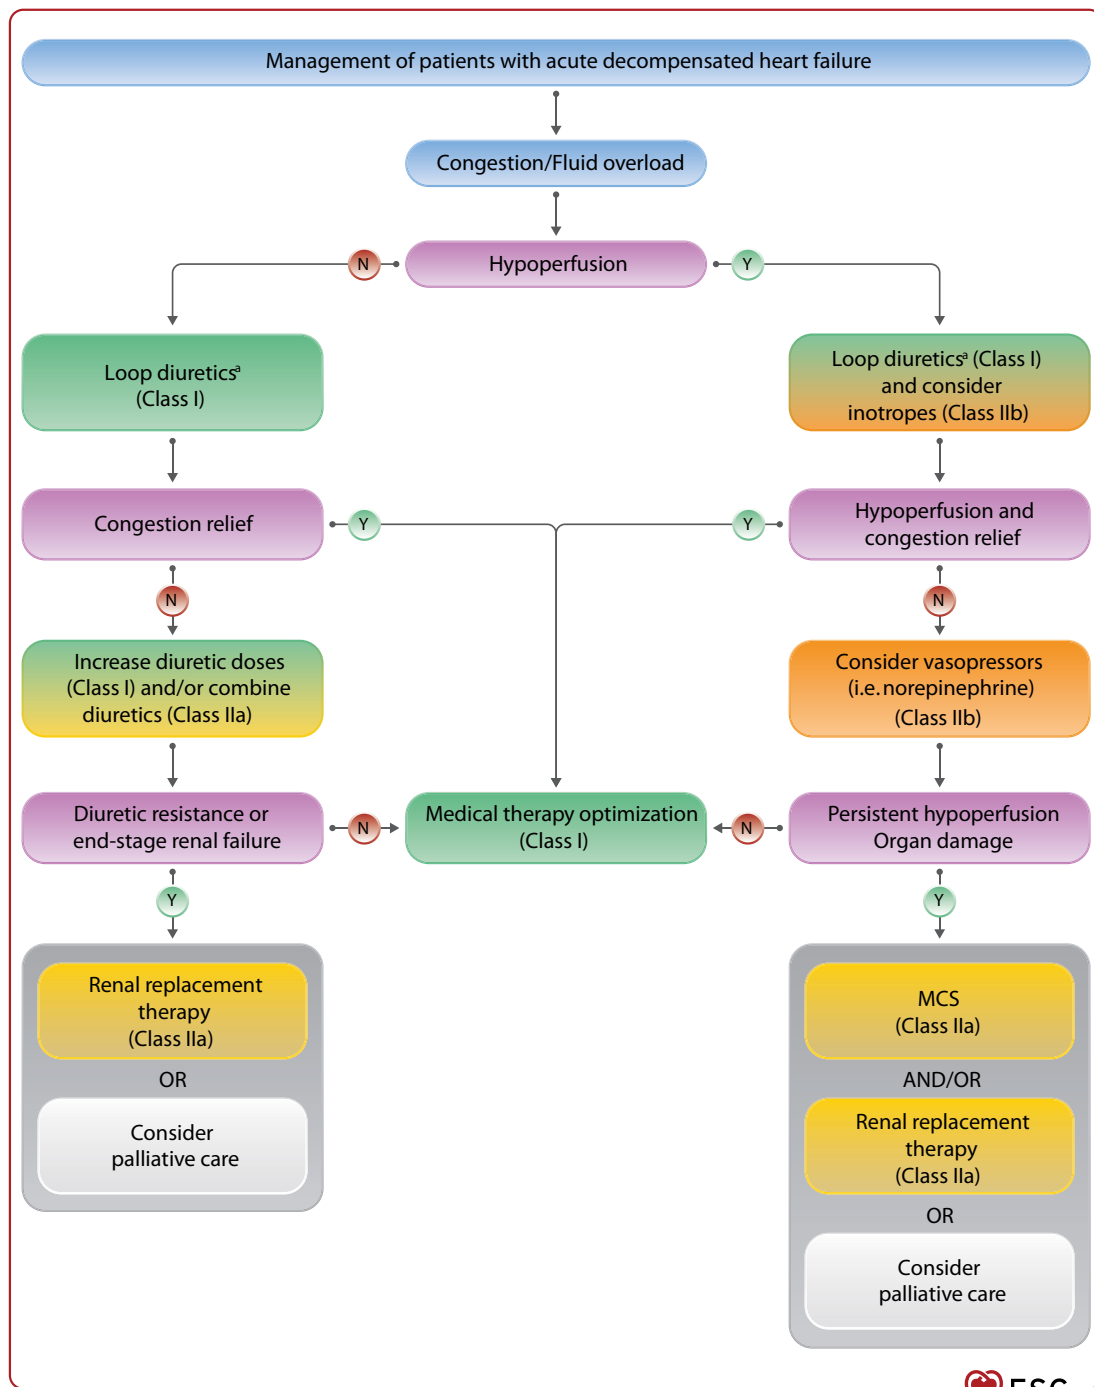 Management of patients with acute decompensated heart failure
Congestion/Fluid overload
Hypoperfusion
N
Y
Loop diureticsª
(Class I)
Loop diureticsª (Class I)
and consider
inotropes (Class IIb)
Congestion relief
Y
Y
Hypoperfusion and
congestion relief
N
N
Increase diuretic doses
(Class I) and/or combine
diuretics (Class IIa)
Consider vasopressors
(i.e. norepinephrine)
(Class IIb)
Diuretic resistance or
end-stage renal failure
N
Medical therapy optimization
(Class I)
N
Persistent hypoperfusion
Organ damage
Y
Y
Renal replacement
therapy
(Class IIa)
OR
Consider
palliative care
MCS
(Class IIa)
AND/OR
Renal replacement
therapy
(Class IIa)
OR
Consider
palliative care
ESC